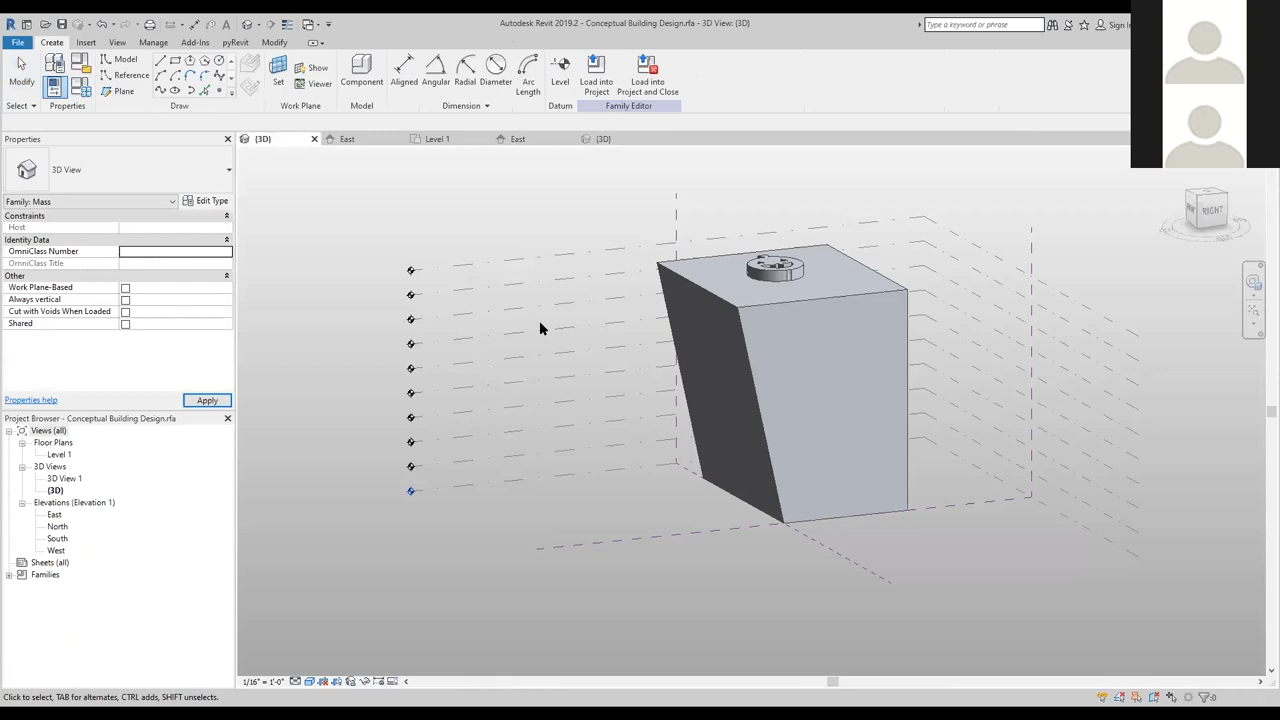 Autodesk Revit 2019.2 - Conceptual Building Design.rfa - 3D View: {3D}
Type a keyword or phrase
Sign In
File Create Insert View Manage Add-Ins pyRevit Modify
Modify
Model
Reference
Plane
Set
Show
Viewer
Component
Aligned
Angular
Radial
Diameter
Arc
Length
Level
Load into
Project
Load into
Project and Close
Select
Properties
Draw
Work Plane
Model
Dimension
Datum
Family Editor
Properties
{3D} East Level 1 East {3D}
3D View
Family: Mass
Edit Type
Constraints
Host
Identity Data
OmniClass Number
OmniClass Title
Other
Work Plane-Based
Always vertical
Cut with Voids When Loaded
Shared
Properties help
Apply
Project Browser - Conceptual Building Design.rfa
Views (all)
Floor Plans
Level 1
3D Views
3D View 1
{3D}
Elevations (Elevation 1)
East
North
South
West
Sheets (all)
Families
RIGHT
1/16" = 1'-0"
Click to select, TAB for alternates, CTRL adds, SHIFT unselects.
:0